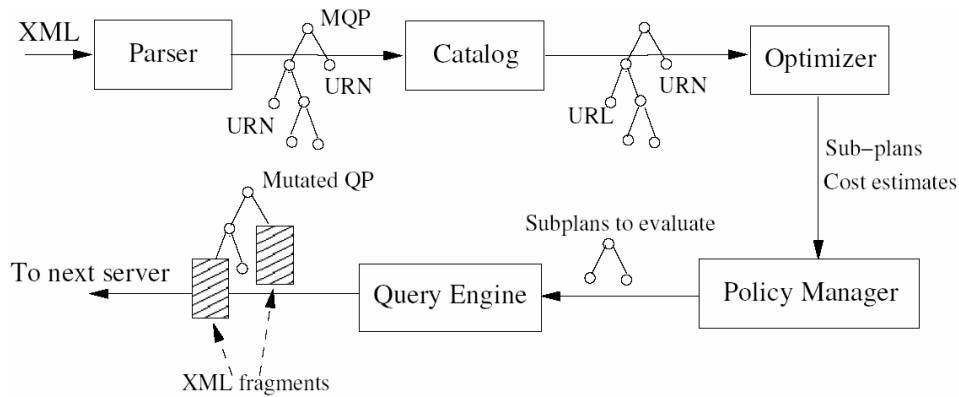 XML
Parser
MQP
URN
URN
Catalog
URL
URN
Optimizer
Sub-plans
Cost estimates
Mutated QP
Subplans to evaluate
To next server
Query Engine
Policy Manager
XML fragments